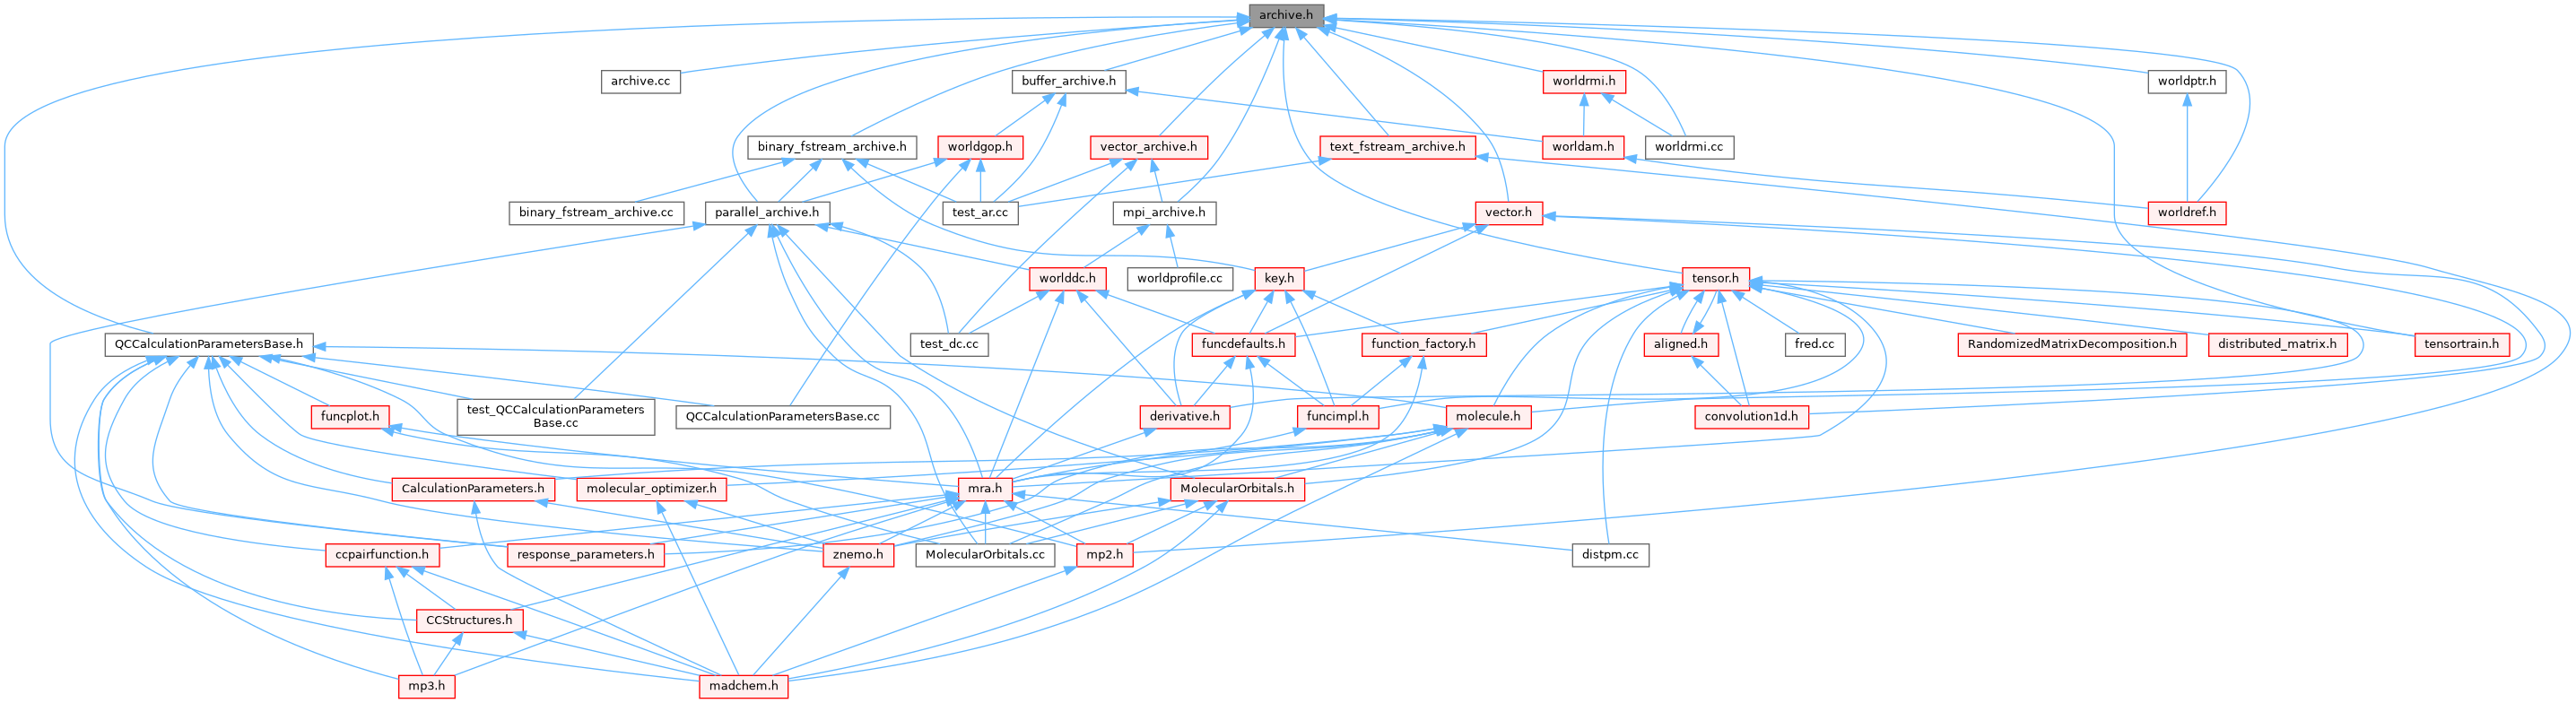 archive.h
archive.cc
buffer_archive.h
worldrmi.h
worldptr.h
binary_fstream_archive.h
worldgop.h
vector_archive.h
text_fstream_archive.h
worldam.h
worldrmi.cc
binary_fstream_archive.cc
parallel_archive.h
test_ar.cc
mpi_archive.h
vector.h
worldref.h
worlddc.h
worldprofile.cc
key.h
tensor.h
QCCalculationParametersBase.h
test_dc.cc
funcdefaults.h
function_factory.h
aligned.h
fred.cc
RandomizedMatrixDecomposition.h
distributed_matrix.h
tensortrain.h
funcplot.h
test_QCCalculationParameters
Base.cc
QCCalculationParametersBase.cc
derivative.h
funcimpl.h
molecule.h
convolution1d.h
CalculationParameters.h
molecular_optimizer.h
mra.h
MolecularOrbitals.h
ccpairfunction.h
response_parameters.h
znemo.h
MolecularOrbitals.cc
mp2.h
distpm.cc
CCStructures.h
mp3.h
madchem.h